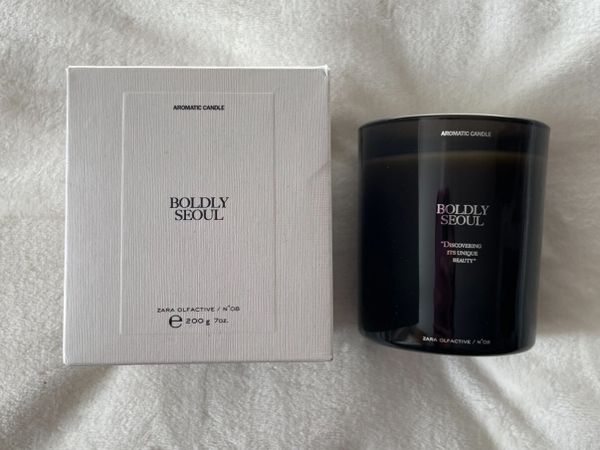 AROMATIC CANDLE
BOLDLY
SEOUL
ZARA OLFACTIVE / N°08
℮ 200 g 7oz.
AROMATIC CANDLE
BOLDLY
SEOUL
"DISCOVERING
ITS UNIQUE
BEAUTY"
ZARA OLFACTIVE / N°08